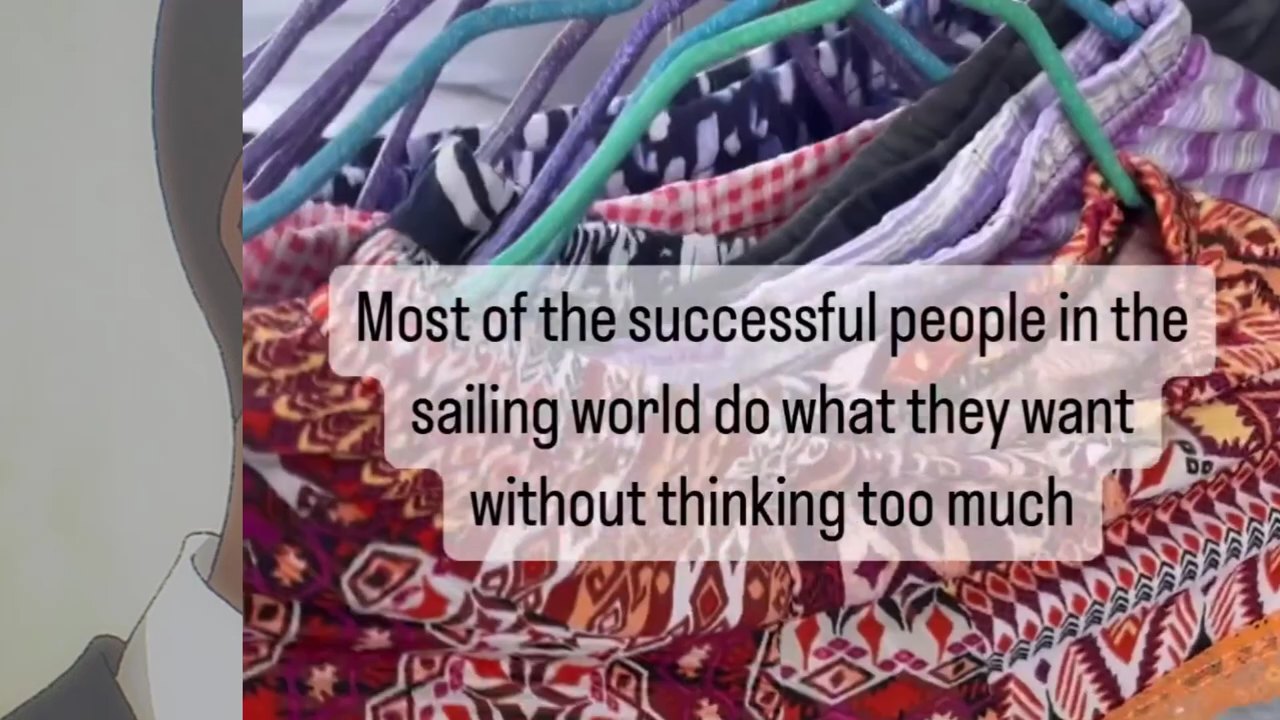 Most of the successful people in the
sailing world do what they want
without thinking too much